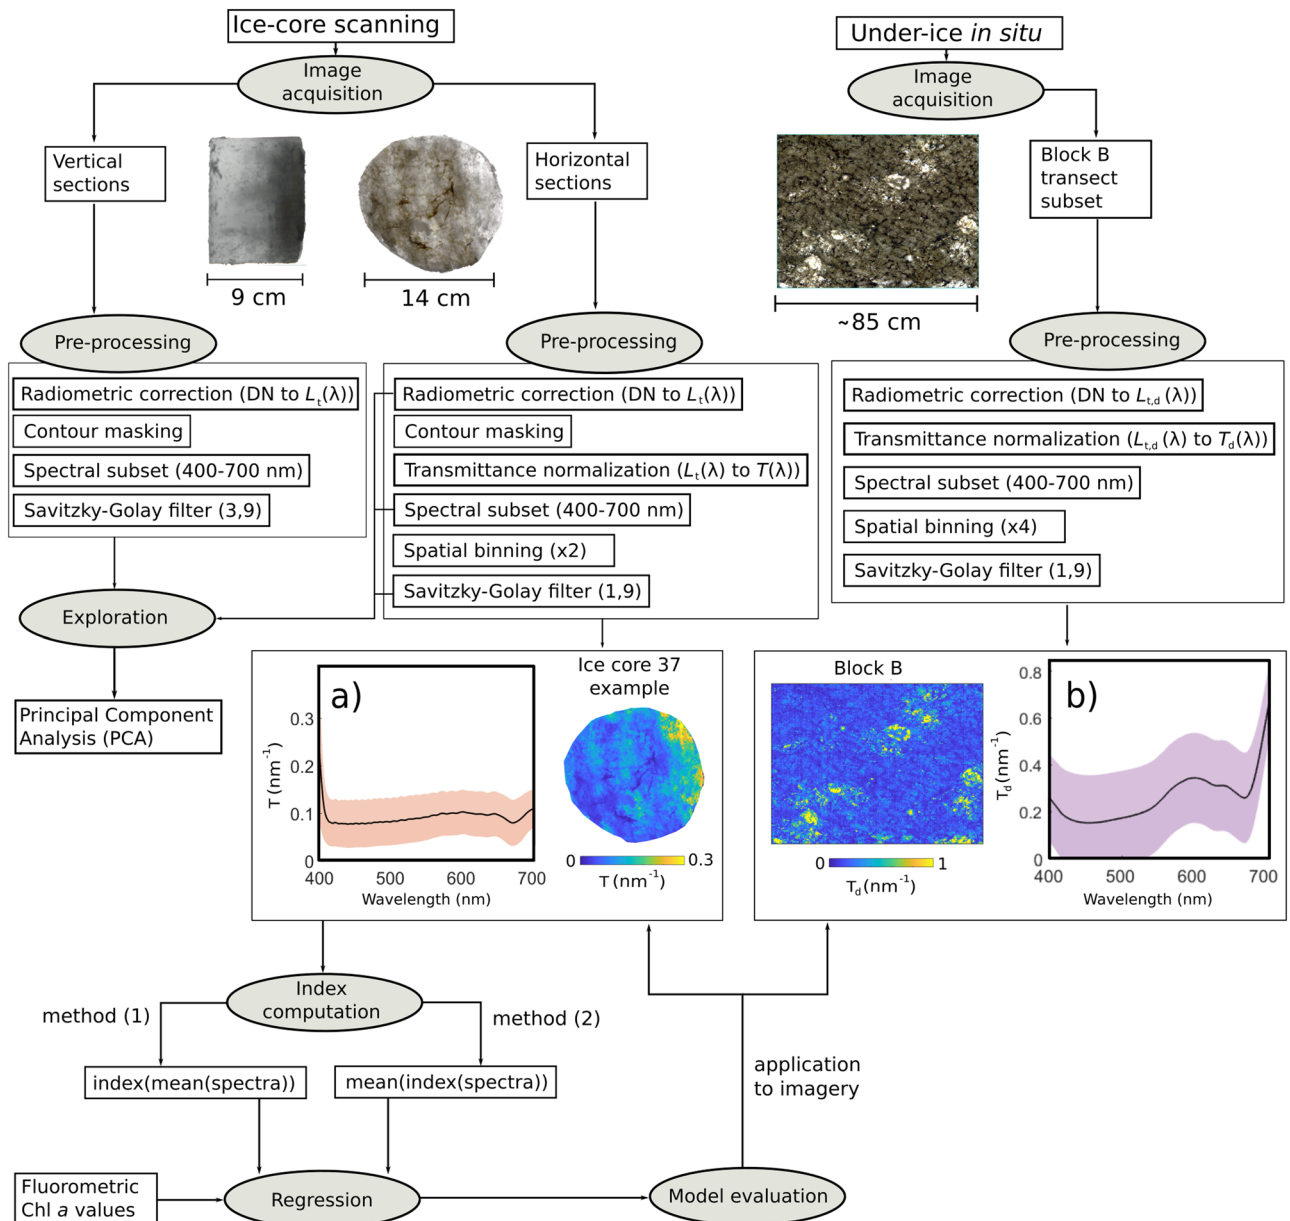 Ice-core scanning
Under-ice in situ
Image
acquisition
Image
acquisition
Vertical
sections
Horizontal
sections
Block B
transect
subset
9 cm
14 cm
~85 cm
Pre-processing
Pre-processing
Pre-processing
Radiometric correction (DN to Lt(λ))
Contour masking
Spectral subset (400-700 nm)
Savitzky-Golay filter (3,9)
Radiometric correction (DN to Lt(λ))
Contour masking
Transmittance normalization (Lt(λ) to T(λ))
Spectral subset (400-700 nm)
Spatial binning (x2)
Savitzky-Golay filter (1,9)
Radiometric correction (DN to Lt,d (λ))
Transmittance normalization (Lt,d (λ) to Td(λ))
Spectral subset (400-700 nm)
Spatial binning (x4)
Savitzky-Golay filter (1,9)
Exploration
Principal Component
Analysis (PCA)
a)
0.3
0.2
0.1
0
T (nm-1)
400 500 600 700
Wavelength (nm)
Ice core 37
example
0 0.3
T (nm-1)
Block B
0 1
Td(nm-1)
b)
0.8
0.6
0.4
0.2
0
Td(nm-1)
400 500 600 700
Wavelength (nm)
Index
computation
method (1)
method (2)
index(mean(spectra))
mean(index(spectra))
application
to imagery
Fluorometric
Chl a values
Regression
Model evaluation